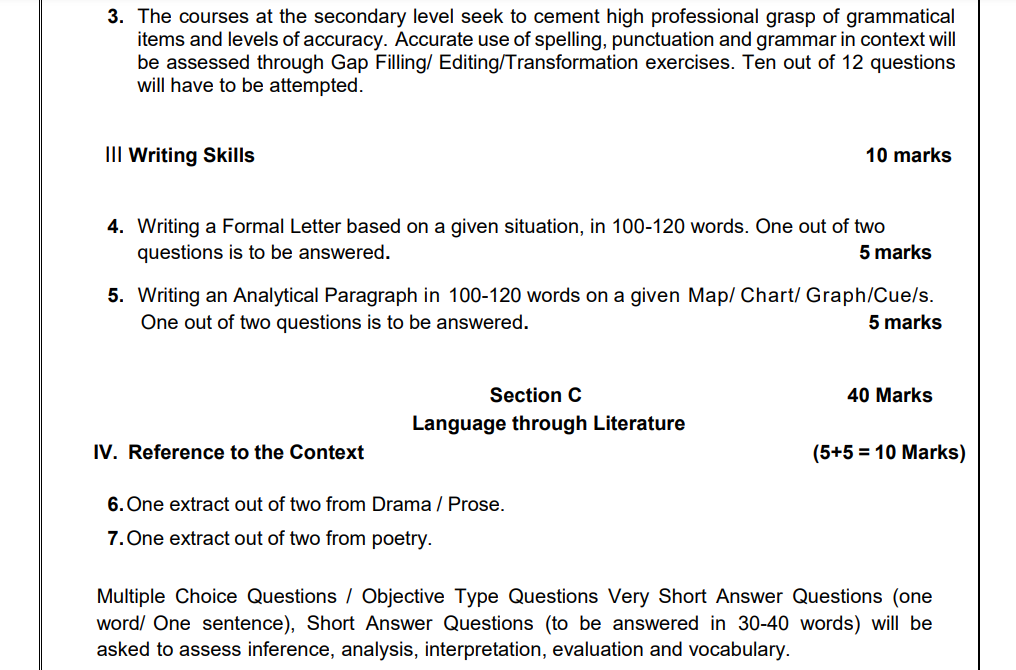 3. The courses at the secondary level seek to cement high professional grasp of grammatical
items and levels of accuracy. Accurate use of spelling, punctuation and grammar in context will
be assessed through Gap Filling/ Editing/Transformation exercises. Ten out of 12 questions
will have to be attempted.
III Writing Skills 10 marks
4. Writing a Formal Letter based on a given situation, in 100-120 words. One out of two
questions is to be answered. 5 marks
5. Writing an Analytical Paragraph in 100-120 words on a given Map/ Chart/ Graph/Cue/s.
One out of two questions is to be answered. 5 marks
Section C 40 Marks
Language through Literature
IV. Reference to the Context (5+5 = 10 Marks)
6. One extract out of two from Drama / Prose.
7. One extract out of two from poetry.
Multiple Choice Questions / Objective Type Questions Very Short Answer Questions (one
word/ One sentence), Short Answer Questions (to be answered in 30-40 words) will be
asked to assess inference, analysis, interpretation, evaluation and vocabulary.